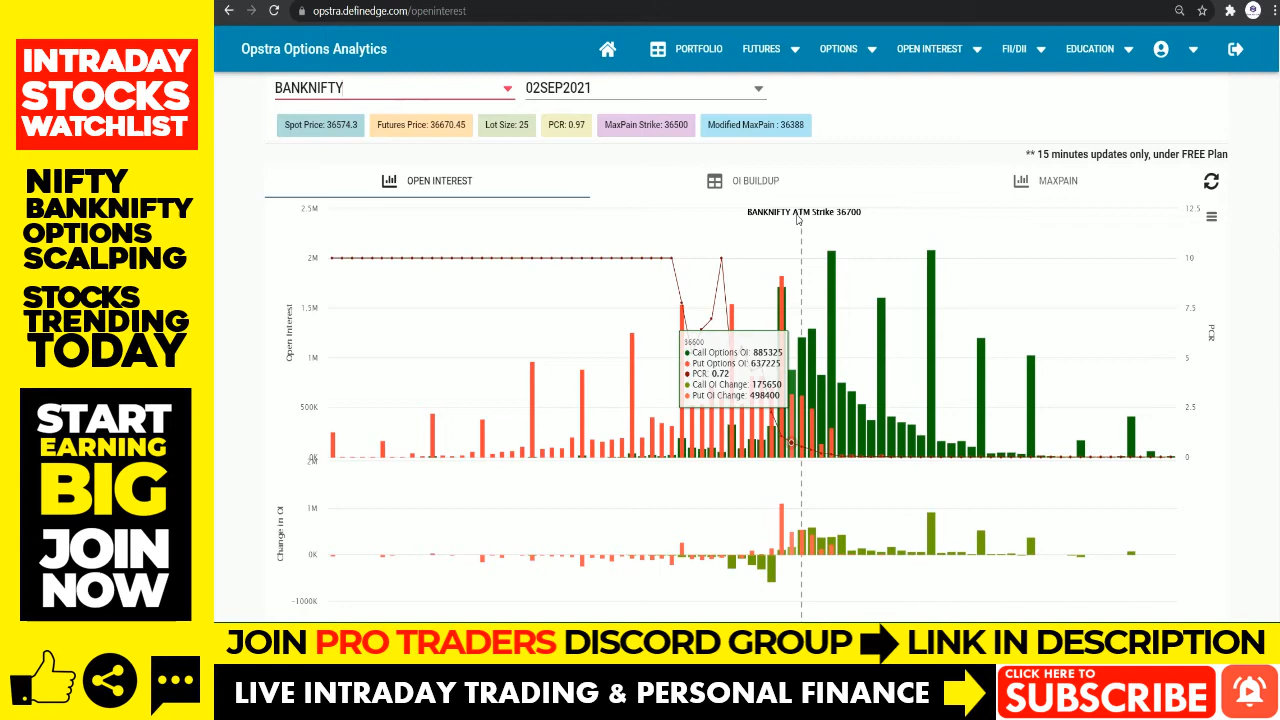 INTRADAY
STOCKS
WATCHLIST
NIFTY
BANKNIFTY
OPTIONS
SCALPING
STOCKS
TRENDING
TODAY
START
EARNING
BIG
JOIN
NOW
opstra.definedge.com/openinterest
Opstra Options Analytics
PORTFOLIO FUTURES OPTIONS OPEN INTEREST FII/DII EDUCATION
BANKNIFTY 02SEP2021
Spot Price: 36574.3 Futures Price: 36670.45 Lot Size: 25 PCR: 0.97 MaxPain Strike: 36500 Modified MaxPain : 36388
** 15 minutes updates only, under FREE Plan
OPEN INTEREST OI BUILDUP MAXPAIN
BANKNIFTY ATM Strike 36700
2.5M 12.5
2M 10
1.5M 7.5
1M 5
500K 2.5
0K 0
Open Interest
PCR
36600
Call Options OI: 885325
Put Options OI: 637225
PCR: 0.72
Call OI Change: 175650
Put OI Change: 498400
2M
1M
0K
-1000K
Change in OI
JOIN PRO TRADERS DISCORD GROUP LINK IN DESCRIPTION
LIVE INTRADAY TRADING & PERSONAL FINANCE
CLICK HERE TO
SUBSCRIBE